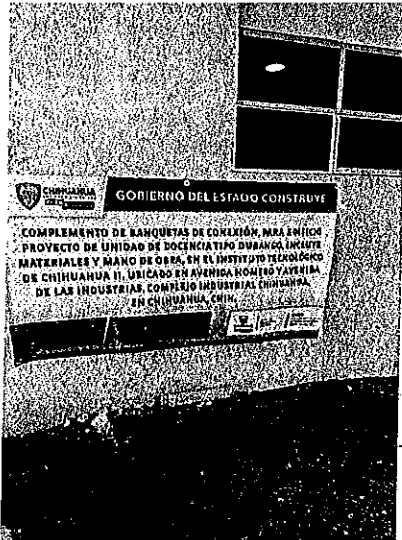 CHIHUAHUA
GOBIERNO DEL ESTADO CONSTRUYE
COMPLEMENTO DE BANQUETAS DE CONEXIÓN, PARA EDIFICIO
PROYECTO DE UNIDAD DE DOCENCIA TIPO DURANGO, INCLUYE
MATERIALES Y MANO DE OBRA, EN EL INSTITUTO TECNOLÓGICO
DE CHIHUAHUA II, UBICADO EN AVENIDA HOMERO Y AVENIDA
DE LAS INDUSTRIAS, COMPLEJO INDUSTRIAL CHIHUAHUA,
EN CHIHUAHUA, CHIH.